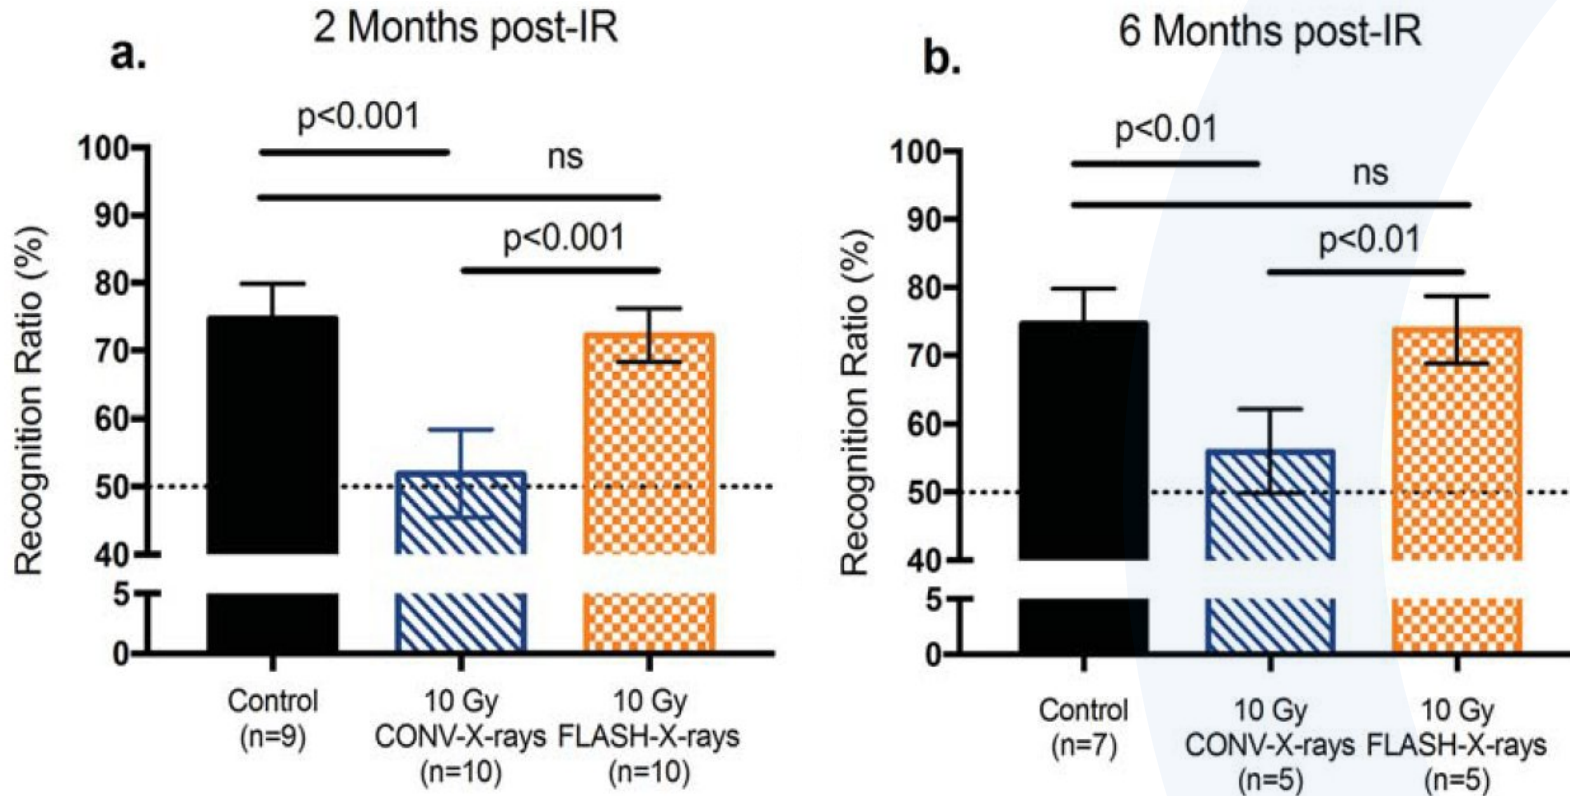 2 Months post-IR
a.
p<0.001
ns
p<0.001
Recognition Ratio (%)
100
90
80
70
60
50
40
5
0
Control
(n=9)
10 Gy
CONV-X-rays
(n=10)
10 Gy
FLASH-X-rays
(n=10)
6 Months post-IR
b.
p<0.01
ns
p<0.01
Recognition Ratio (%)
100
90
80
70
60
50
40
5
0
Control
(n=7)
10 Gy
CONV-X-rays
(n=5)
10 Gy
FLASH-X-rays
(n=5)